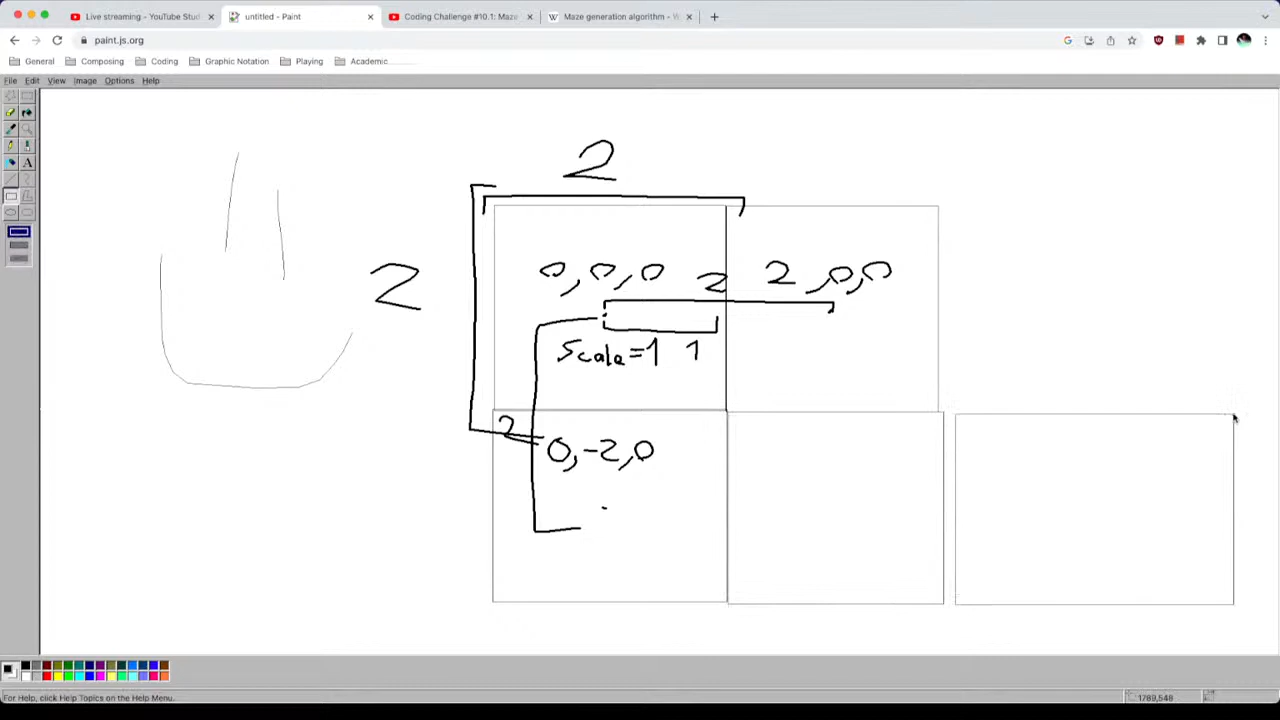 Live streaming - YouTube Stud
untitled - Paint
Coding Challenge #10.1: Maze
Maze generation algorithm - W
paint.js.org
General
Composing
Coding
Graphic Notation
Playing
Academic
File Edit View Image Options Help
2
2
0,0,0
2
2,0,0
Scale=1 1
2
0,-2,0
For Help, click Help Topics on the Help Menu.
1789,548